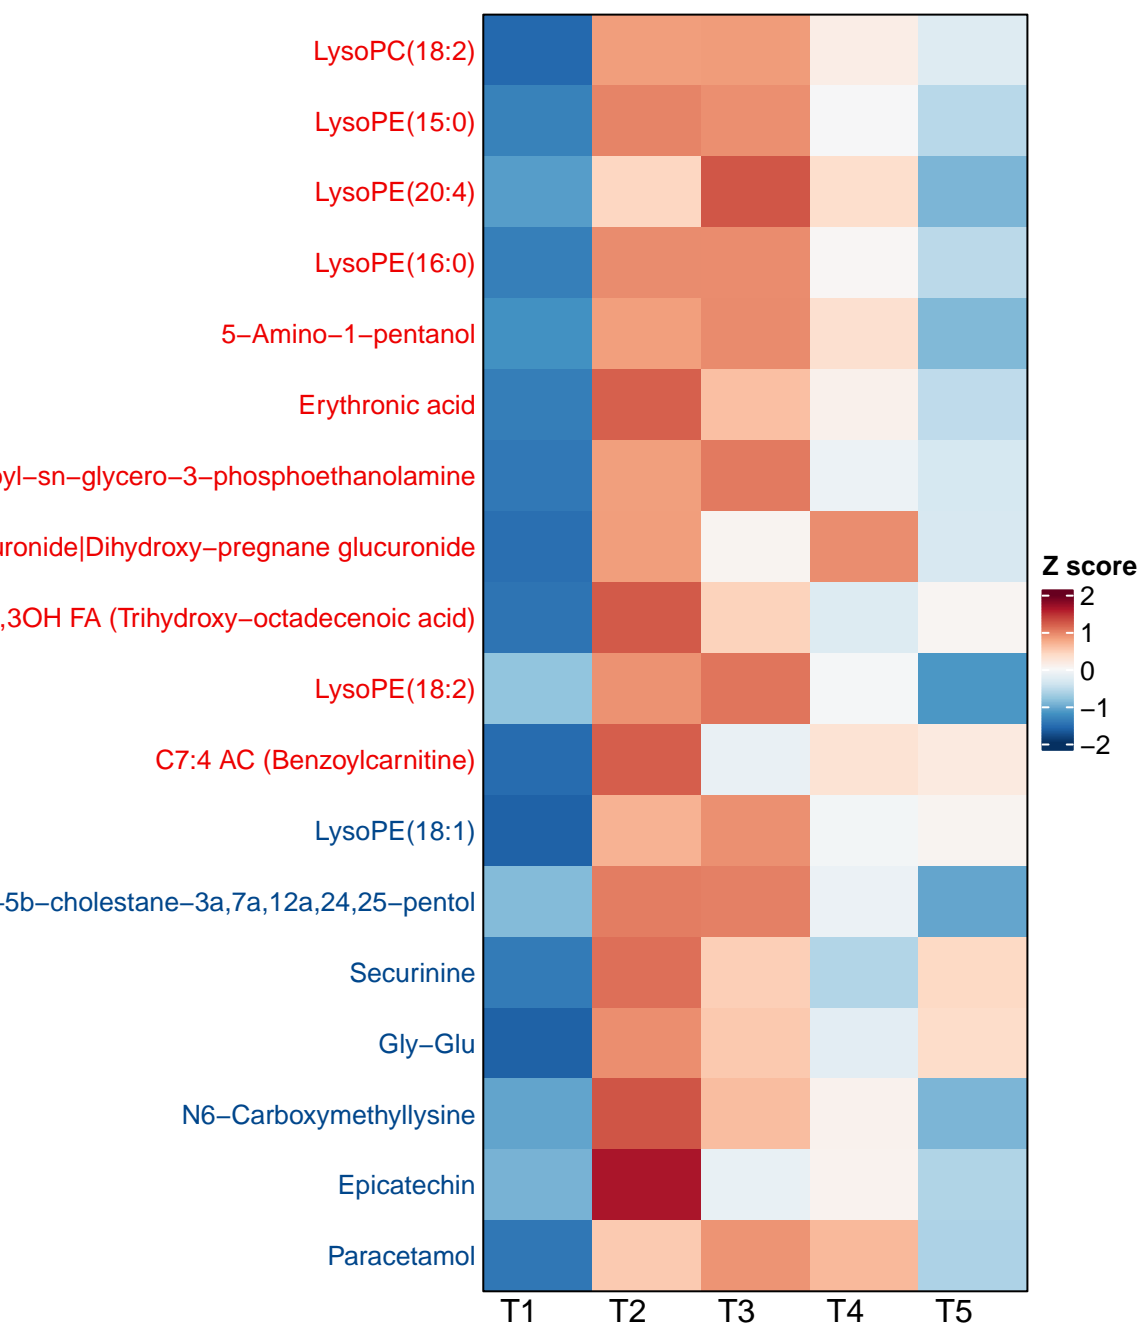 LysoPC(18:2)
LysoPE(15:0)
LysoPE(20:4)
LysoPE(16:0)
5−Amino−1−pentanol
Erythronic acid
oyl−sn−glycero−3−phosphoethanolamine
uronide|Dihydroxy−pregnane glucuronide
,3OH FA (Trihydroxy−octadecenoic acid)
LysoPE(18:2)
C7:4 AC (Benzoylcarnitine)
LysoPE(18:1)
−5b−cholestane−3a,7a,12a,24,25−pentol
Securinine
Gly−Glu
N6−Carboxymethyllysine
Epicatechin
Paracetamol
T1 T2 T3 T4 T5
Z score
2
1
0
−1
−2